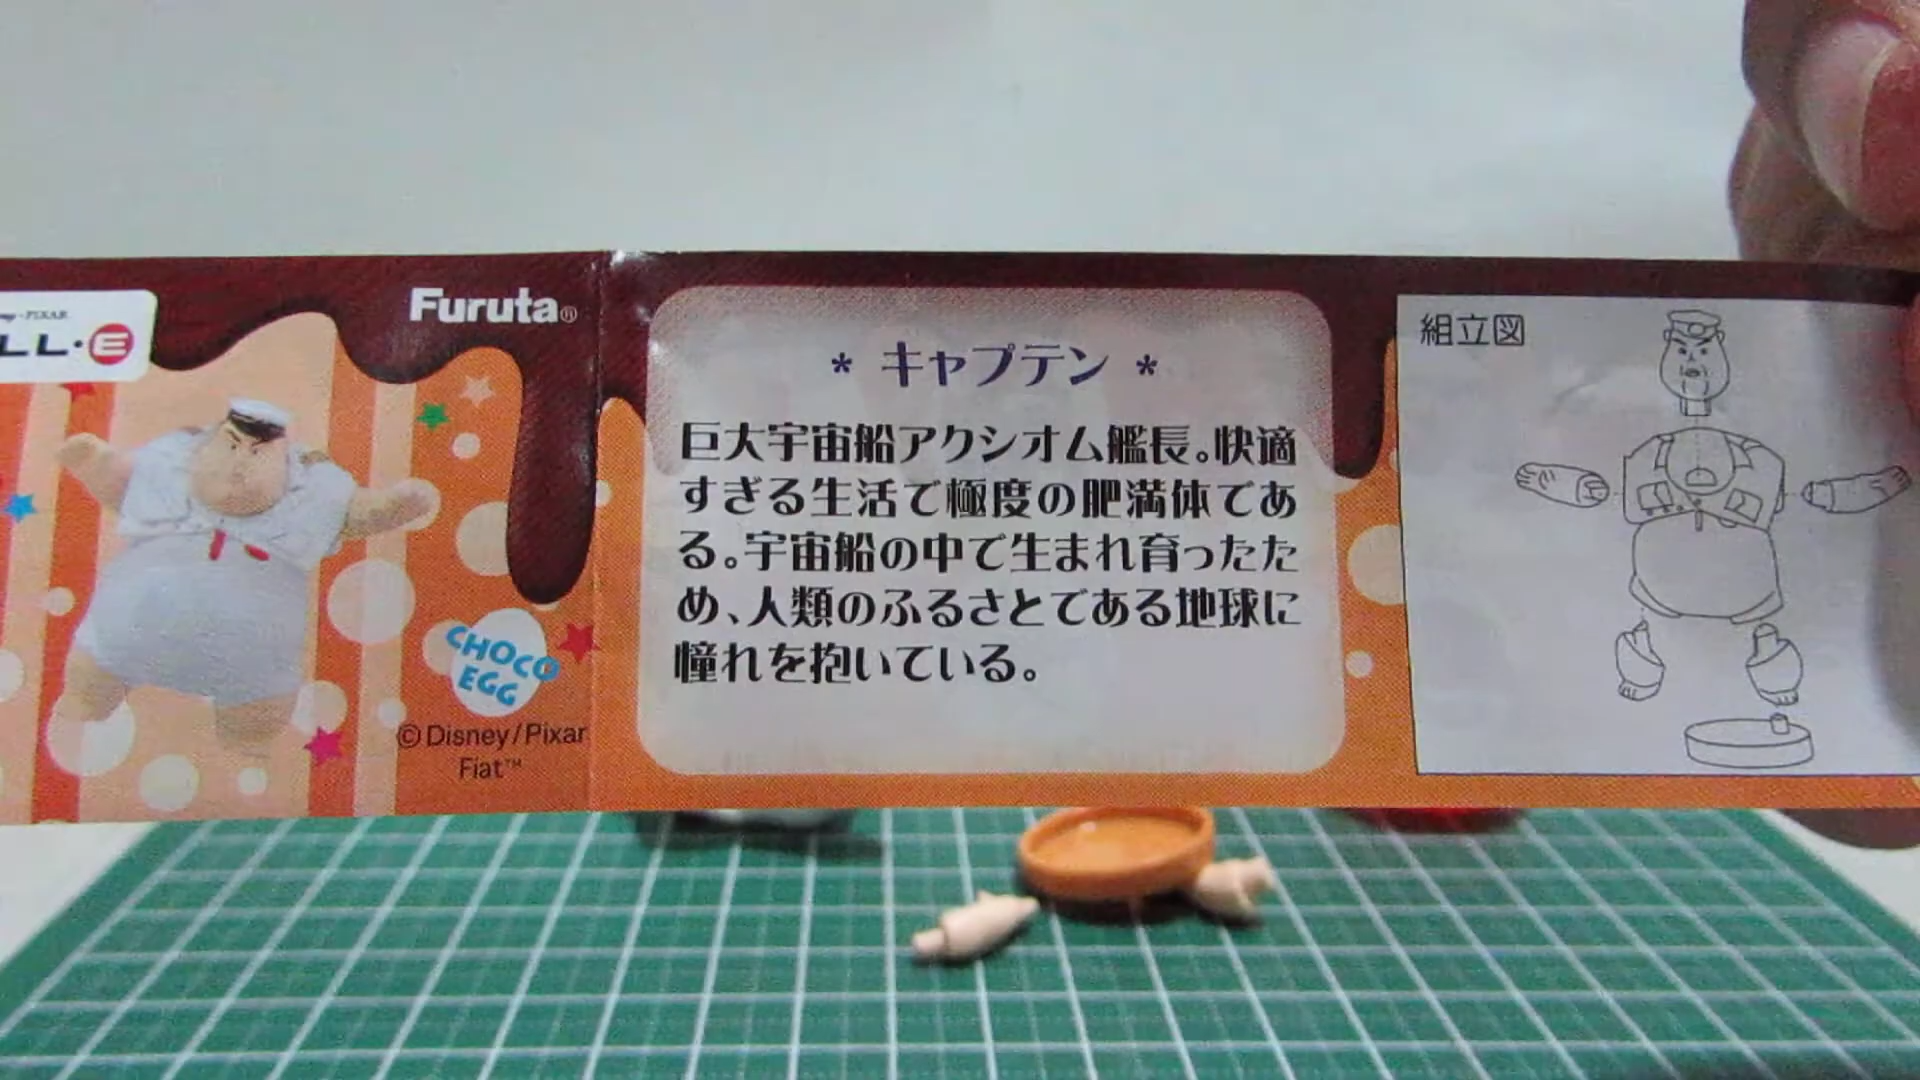 PIXAR
LL・E
Furuta®
CHOCO
EGG
©Disney/Pixar
Fiat™
* キャプテン *
巨大宇宙船アクシオム艦長。快適
すぎる生活で極度の肥満体であ
る。宇宙船の中で生まれ育ったた
め、人類のふるさとである地球に
憧れを抱いている。
組立図